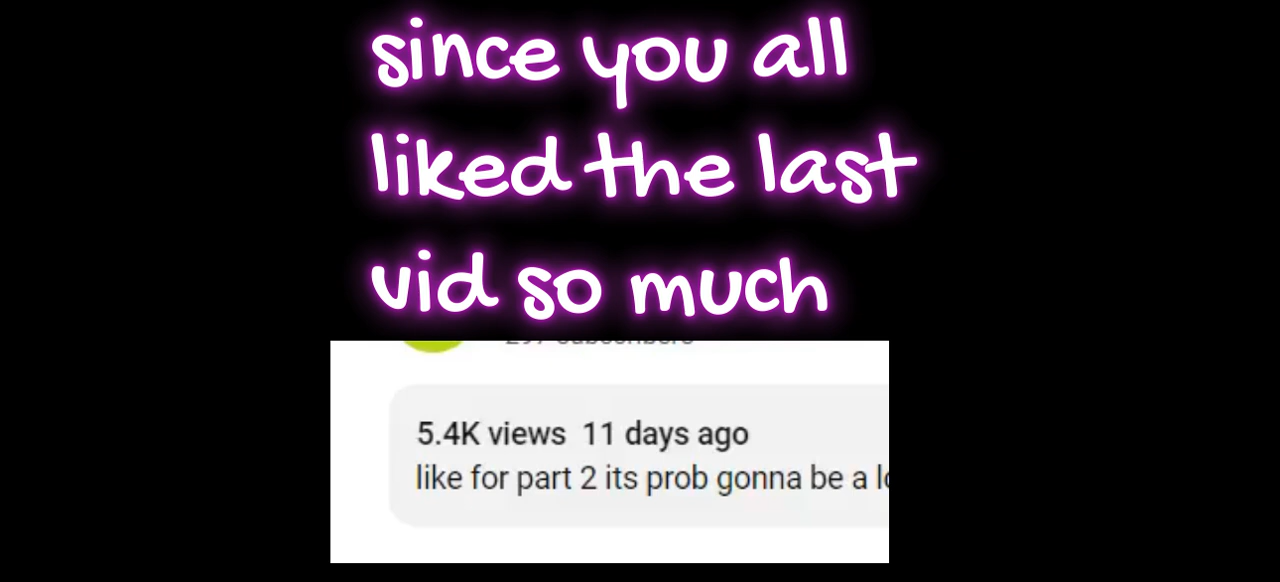 since you all
liked the last
vid so much
5.4K views 11 days ago
like for part 2 its prob gonna be a